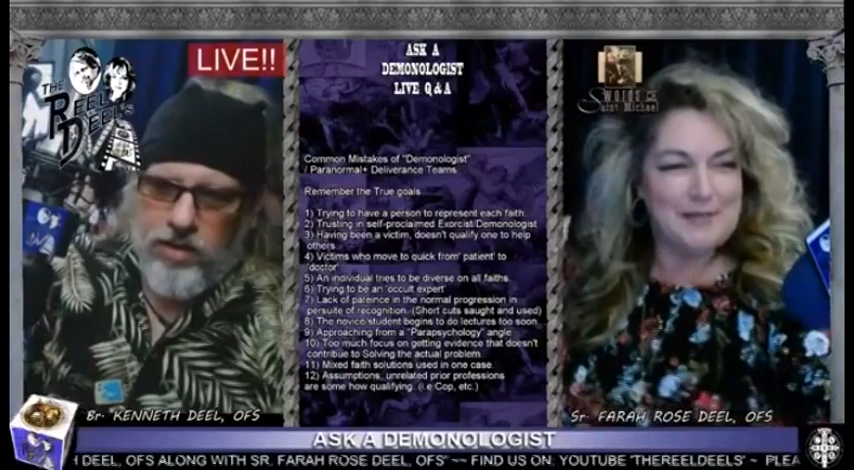 THE
REEL
DEEL'S
LIVE!!
ASK A
DEMONOLOGIST
LIVE Q&A
Swords of
Saint Michael
Common Mistakes of "Demonologist"
/ Paranormal+ Deliverance Teams
Remember the True goals
1) Trying to have a person to represent each faith.
2) Trusting in self-proclaimed Exorcist/Demonologist
3) Having been a victim, doesn't qualify one to help
others
4) Victims who move to quick from' patient' to
'doctor'
5) An individual tries to be diverse on all faiths.
6) Trying to be an 'occult expert'
7) Lack of patience in the normal progression in
persuite of recognition. (Short cuts saught and used)
8) The novice/student begins to do lectures too soon.
9) Approaching from a "Parapsychology" angle
10) Too much focus on getting evidence that doesn't
contribute to Solving the actual problem.
11) Mixed faith solutions used in one case.
12) Assumptions, unrelated prior professions
are some how qualifying. (i.e Cop, etc.)
Br. KENNETH DEEL, OFS
Sr. FARAH ROSE DEEL, OFS
ASK A DEMONOLOGIST
H DEEL, OFS ALONG WITH SR. FARAH ROSE DEEL, OFS" ~~ FIND US ON: YOUTUBE "THEREELDEELS" ~ PLEA